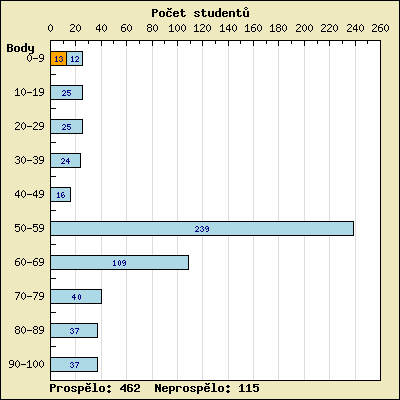 Počet studentů
0 20 40 60 80 100 120 140 160 180 200 220 240 260
Body
0-9 13 12
10-19 25
20-29 25
30-39 24
40-49 16
50-59 239
60-69 109
70-79 40
80-89 37
90-100 37
Prospělo: 462 Neprospělo: 115